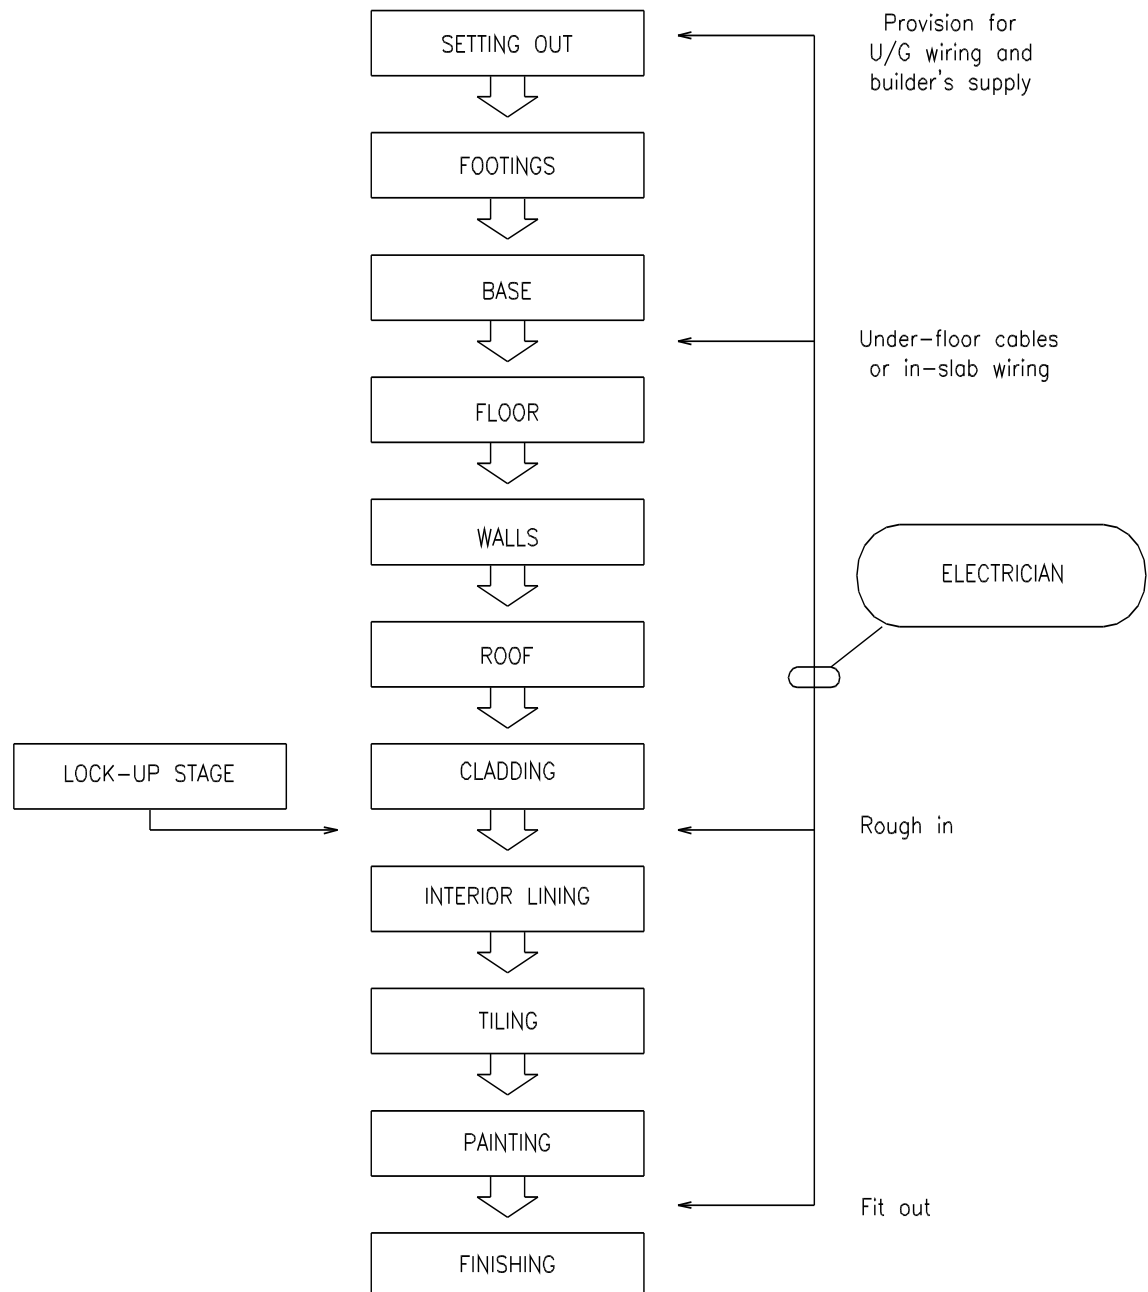 SETTING OUT
Provision for
U/G wiring and
builder's supply
FOOTINGS
BASE
Under-floor cables
or in-slab wiring
FLOOR
WALLS
ELECTRICIAN
ROOF
LOCK-UP STAGE
CLADDING
Rough in
INTERIOR LINING
TILING
PAINTING
Fit out
FINISHING